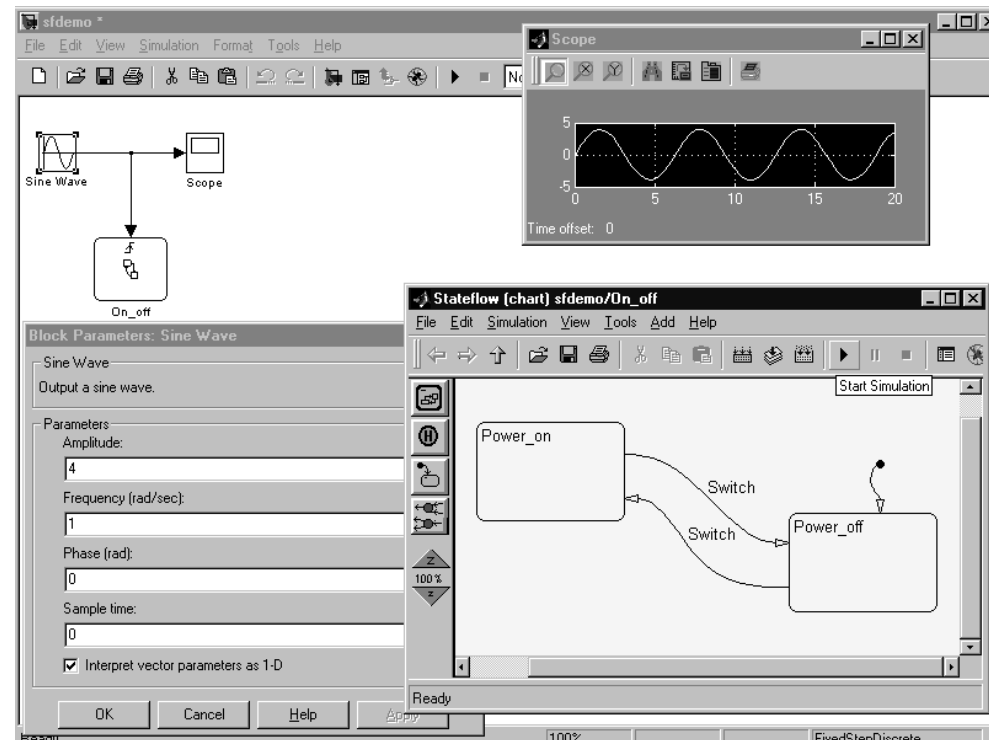 sfdemo *
File Edit View Simulation Format Tools Help
Sine Wave
Scope
On_off
Scope
5
0
-5
0 5 10 15 20
Time offset: 0
Block Parameters: Sine Wave
Sine Wave
Output a sine wave.
Parameters
Amplitude:
4
Frequency (rad/sec):
1
Phase (rad):
0
Sample time:
0
Interpret vector parameters as 1-D
OK Cancel Help Apply
Stateflow (chart) sfdemo/On_off
File Edit Simulation View Tools Add Help
Start Simulation
H
Power_on
Switch
Switch
Power_off
Z
100 %
z
Ready
Ready 100% FixedStepDiscrete